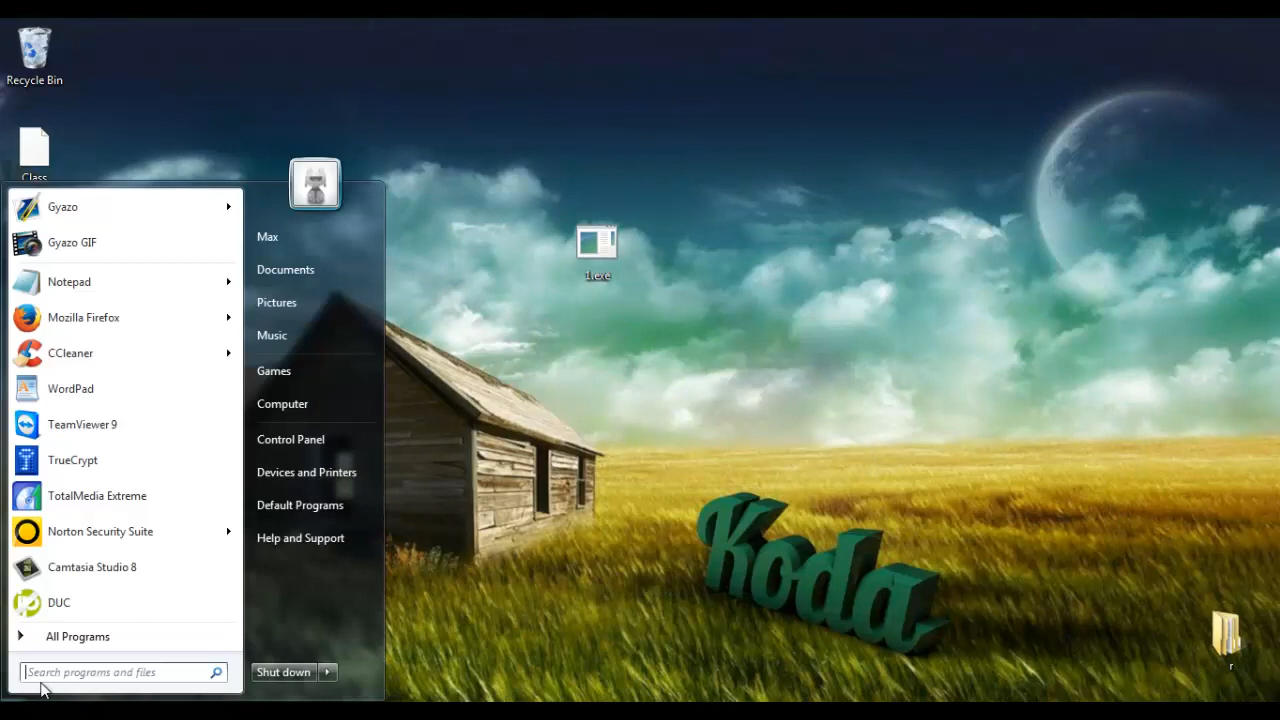 Recycle Bin
Class
Gyazo
Gyazo GIF
Notepad
Mozilla Firefox
CCleaner
WordPad
TeamViewer 9
TrueCrypt
TotalMedia Extreme
Norton Security Suite
Camtasia Studio 8
DUC
All Programs
Search programs and files
Max
Documents
Pictures
Music
Games
Computer
Control Panel
Devices and Printers
Default Programs
Help and Support
Shut down
1.exe
Koda
r